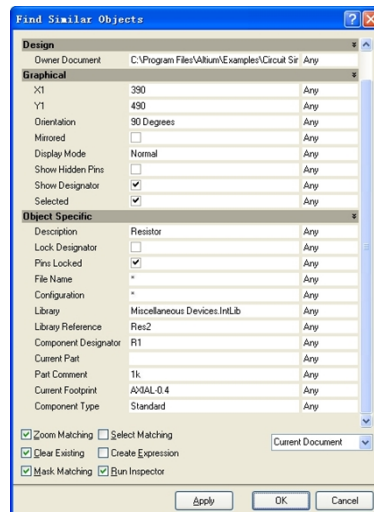 Find Similar Objects
Design
Owner Document C:\Program Files\Altium\Examples\Circuit Sir Any
Graphical
X1 390 Any
Y1 490 Any
Orientation 90 Degrees Any
Mirrored Any
Display Mode Normal Any
Show Hidden Pins Any
Show Designator Any
Selected Any
Object Specific
Description Resistor Any
Lock Designator Any
Pins Locked Any
File Name * Any
Configuration * Any
Library Miscellaneous Devices.IntLib Any
Library Reference Res2 Any
Component Designator R1 Any
Current Part Any
Part Comment 1k Any
Current Footprint AXIAL-0.4 Any
Component Type Standard Any
Zoom Matching Select Matching
Current Document
Clear Existing Create Expression
Mask Matching Run Inspector
Apply OK Cancel